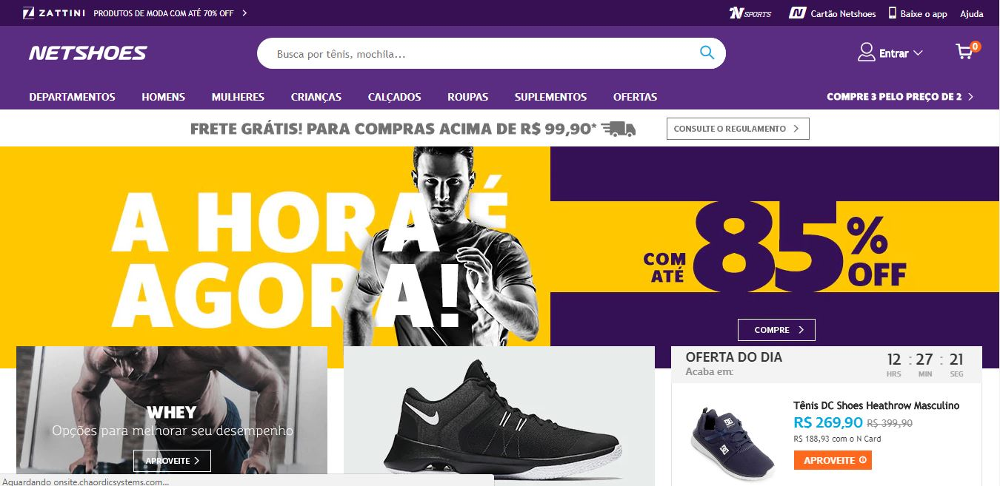 ZATTINI PRODUTOS DE MODA COM ATÉ 70% OFF
N SPORTS
N Cartão Netshoes
Baixe o app
Ajuda
NETSHOES
Busca por tênis, mochila...
Entrar
0
DEPARTAMENTOS HOMENS MULHERES CRIANÇAS CALÇADOS ROUPAS SUPLEMENTOS OFERTAS
COMPRE 3 PELO PREÇO DE 2
FRETE GRÁTIS! PARA COMPRAS ACIMA DE R$ 99,90*
CONSULTE O REGULAMENTO
A HORA É
AGORA!
COM
ATÉ
85%
OFF
COMPRE
WHEY
Opções para melhorar seu desempenho
APROVEITE
OFERTA DO DIA
Acaba em:
12 : 27 : 21
HRS MIN SEG
DC
Tênis DC Shoes Heathrow Masculino
R$ 269,90 R$ 399,90
R$ 188,93 com o N Card
APROVEITE
Aguardando onsite.chaordicsystems.com...